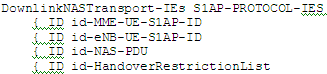 DownlinkNASTransport-IEs S1AP-PROTOCOL-IES
{ ID id-MME-UE-S1AP-ID
{ ID id-eNB-UE-S1AP-ID
{ ID id-NAS-PDU
{ ID id-HandoverRestrictionList